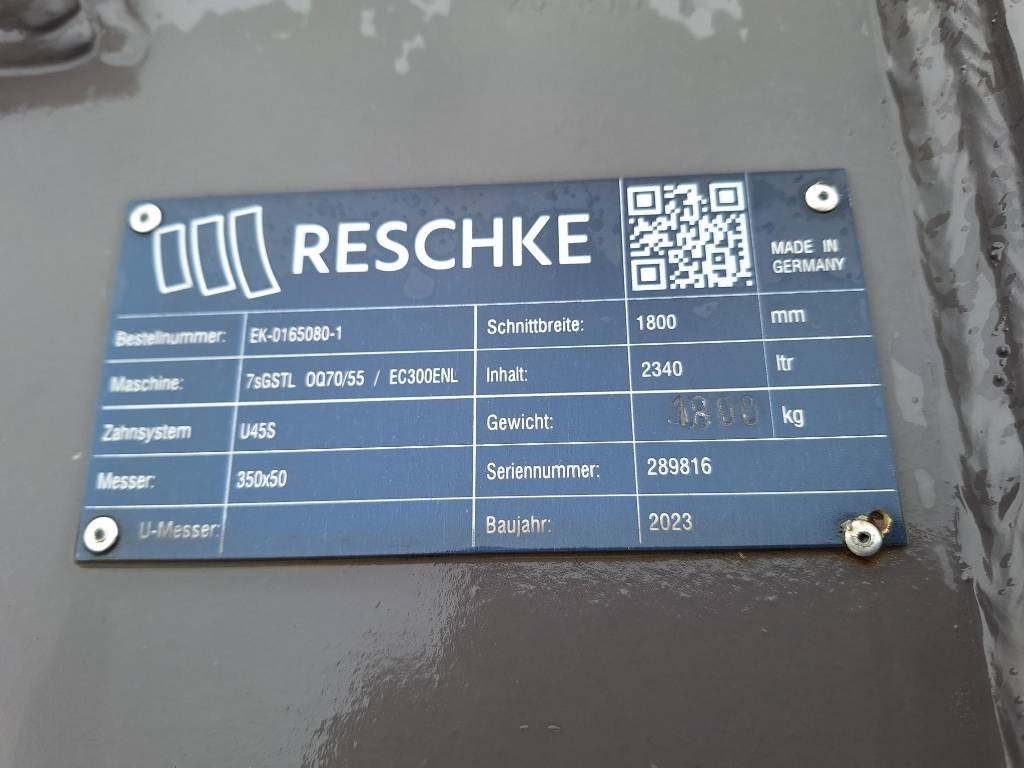 RESCHKE
MADE IN
GERMANY
Bestellnummer: EK-0165080-1 Schnittbreite: 1800 mm
Maschine: 7sGSTL OQ70/55 / EC300ENL Inhalt: 2340 ltr
Zahnsystem U45S Gewicht: 1800 kg
Messer: 350x50 Seriennummer: 289816
U-Messer: Baujahr: 2023